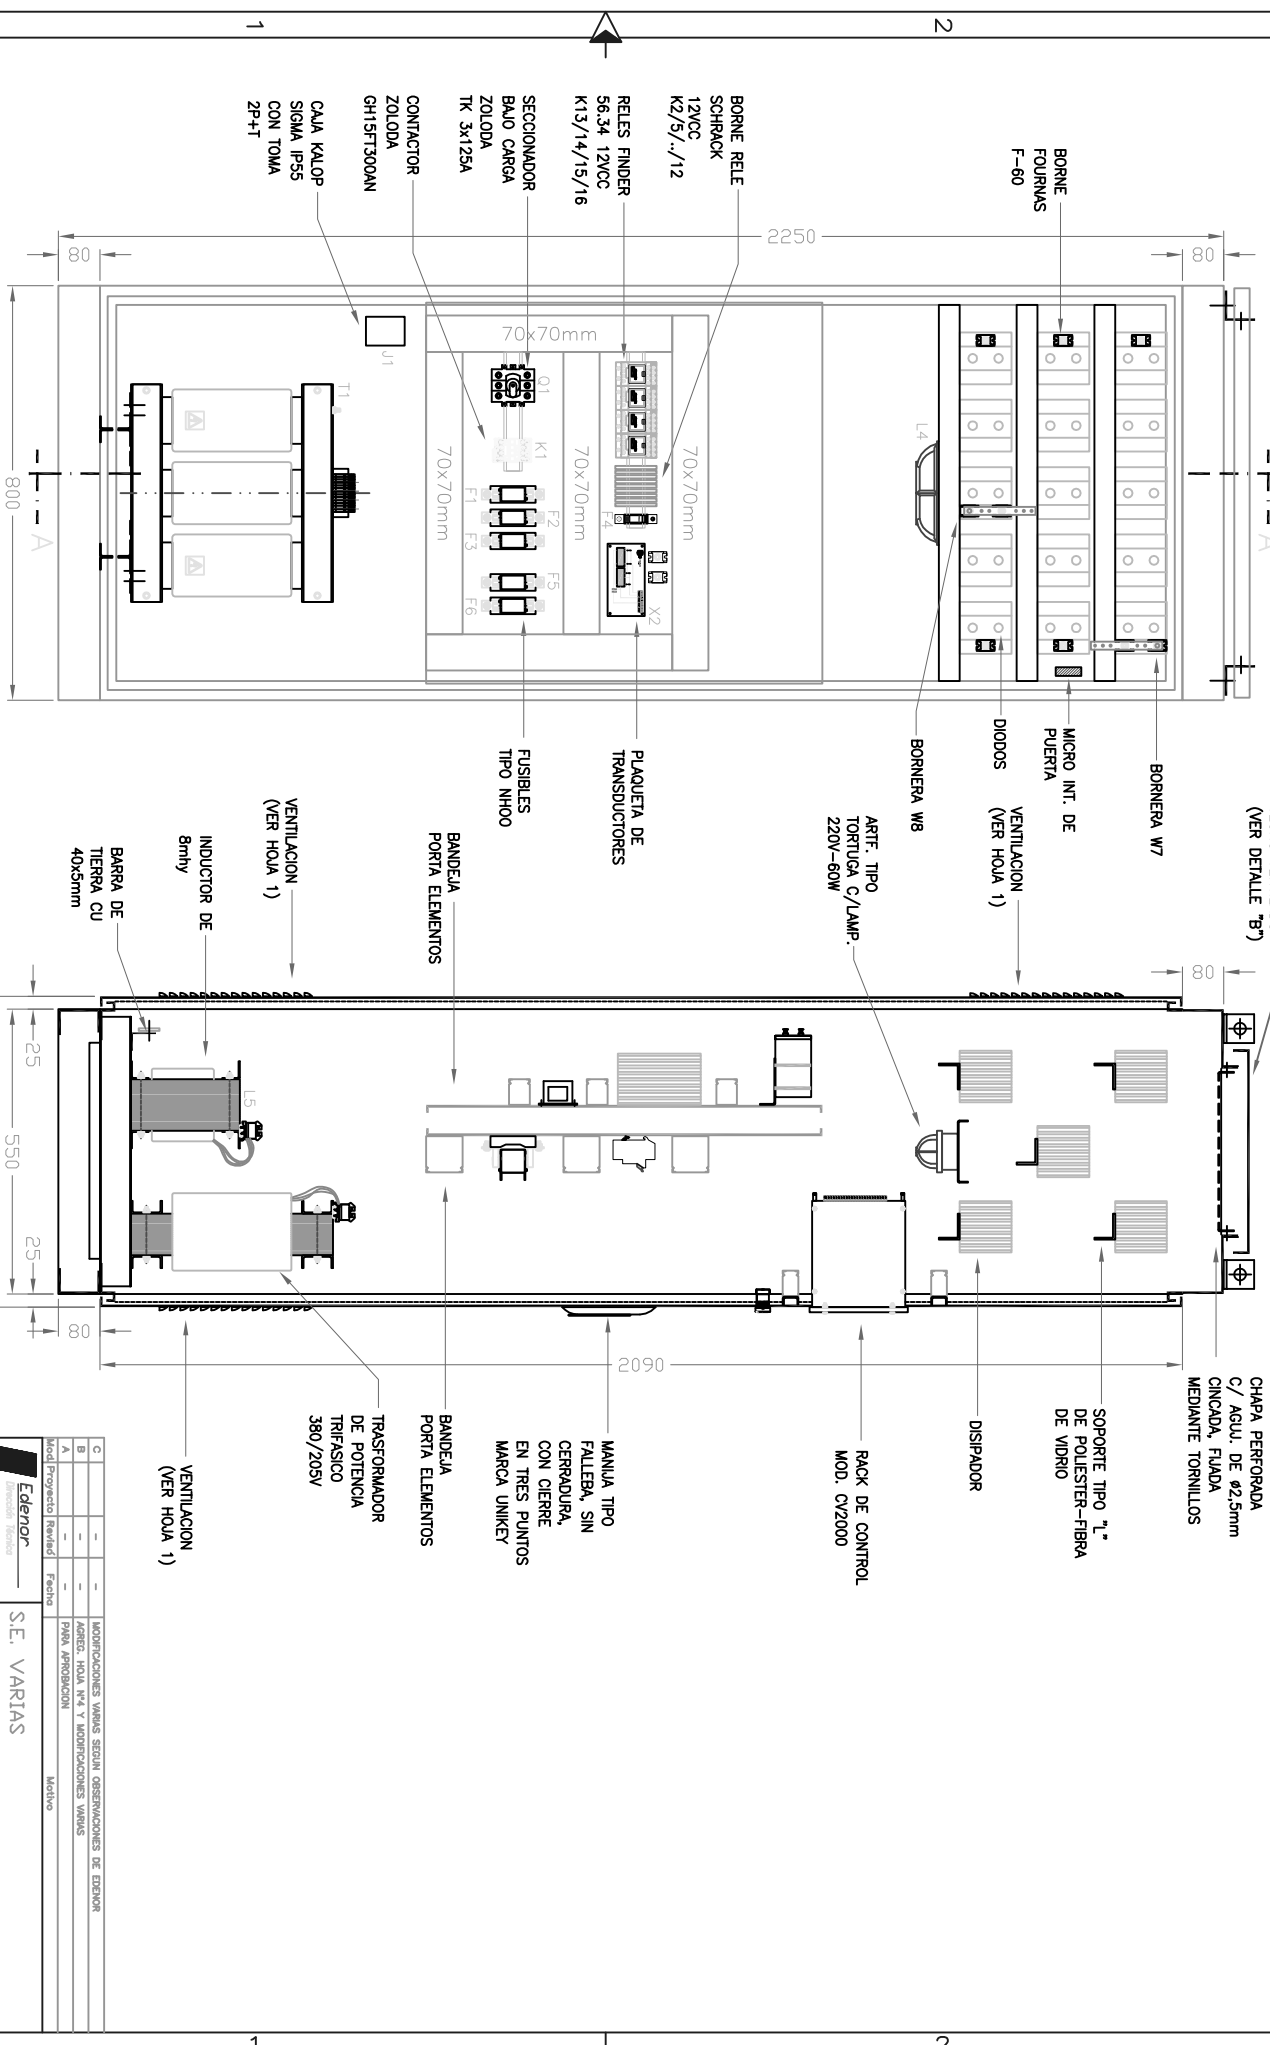 1
2
BORNE RELE
SCHRACK
12VCC
K2/5/../12
RELES FINDER
56.34 12VCC
K13/14/15/16
SECCIONADOR
BAJO CARGA
ZOLODA
TK 3x125A
CONTACTOR
ZOLODA
GH15FT300AN
CAJA KALOP
SIGMA IP55
CON TOMA
2P+T
BORNE
FOURNAS
F-60
2250
80
80
800
A
A
70x70mm
70x70mm
70x70mm
70x70mm
J1
T1
Q1
K1
F1
F2
F3
F4
F5
F6
X2
L4
BORNERA W7
MICRO INT. DE
PUERTA
DIODOS
BORNERA W8
PLAQUETA DE
TRANSDUCTORES
FUSIBLES
TIPO NH00
(VER DETALLE "B")
VENTILACION
(VER HOJA 1)
ARTF. TIPO
TORTUGA C/LAMP.
220V-60W
BANDEJA
PORTA ELEMENTOS
VENTILACION
(VER HOJA 1)
INDUCTOR DE
8mhy
BARRA DE
TIERRA CU
40x5mm
80
25
550
25
80
L5
2090
CHAPA PERFORADA
C/ AGUJ. DE ø2,5mm
CINCADA, FIJADA
MEDIANTE TORNILLOS
SOPORTE TIPO "L"
DE POLIESTER-FIBRA
DE VIDRIO
DISIPADOR
RACK DE CONTROL
MOD. CV2000
MANIJA TIPO
FALLEBA, SIN
CERRADURA,
CON CIERRE
EN TRES PUNTOS
MARCA UNIKEY
BANDEJA
PORTA ELEMENTOS
TRASFORMADOR
DE POTENCIA
TRIFASICO
380/205V
VENTILACION
(VER HOJA 1)
C - - MODIFICACIONES VARIAS SEGUN OBSERVACIONES DE EDENOR
B - - AGREG. HOJA N°4 Y MODIFICACIONES VARIAS
A - - PARA APROBACION
Mod. Proyecto Revisó Fecha Motivo
Edenor
Dirección Técnica
S.E. VARIAS
1
2